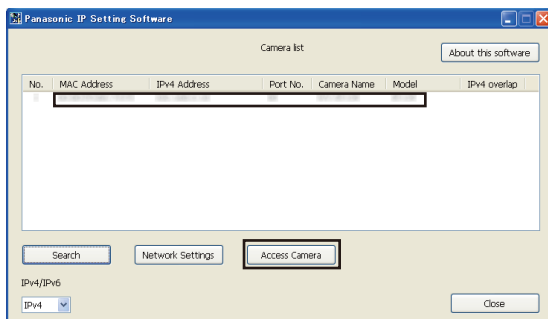 Panasonic IP Setting Software
Camera list
About this software
No. MAC Address IPv4 Address Port No. Camera Name Model IPv4 overlap
Search Network Settings Access Camera
IPv4/IPv6
IPv4 Close